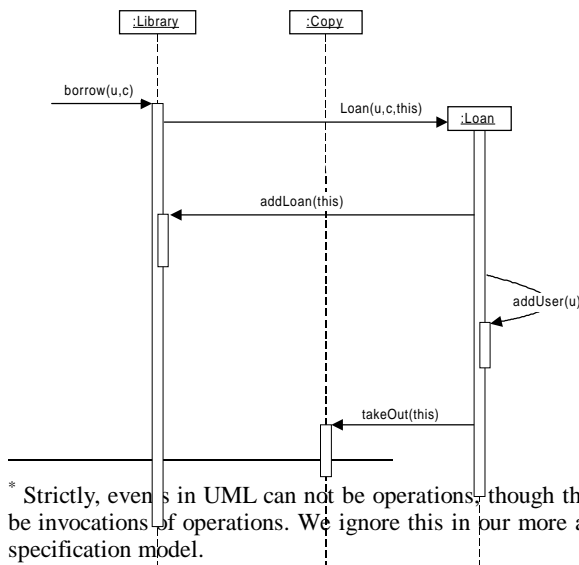 :Library
:Copy
borrow(u,c)
Loan(u,c,this)
:Loan
addLoan(this)
addUser(u)
takeOut(this)
* Strictly, events in UML can not be operations, though th
be invocations of operations. We ignore this in our more a
specification model.